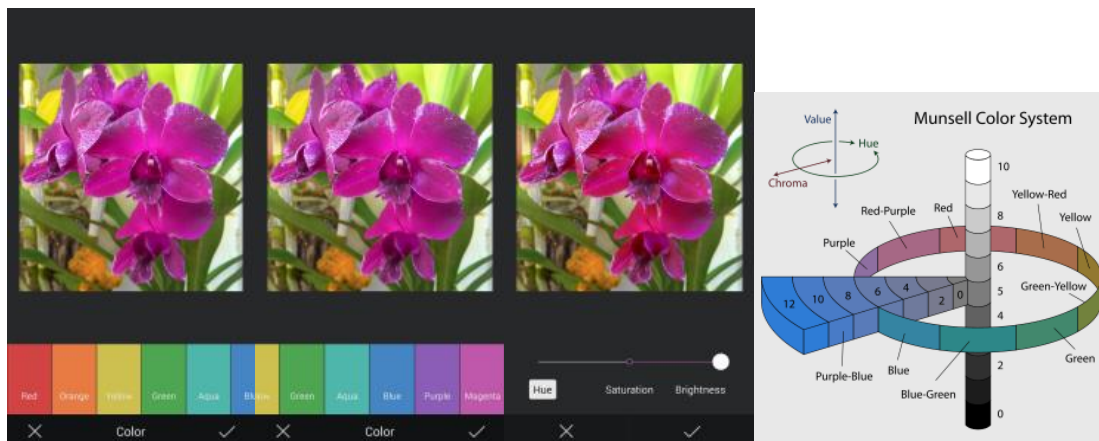 Red Orange Yellow Green Aqua Blue
Green Aqua Blue Purple Magenta
Color
Color
Hue Saturation Brightness
Munsell Color System
Value
Hue
Chroma
10
8
6
5
4
2
0
Red-Purple
Red
Yellow-Red
Yellow
Purple
Green-Yellow
12 10 8 6 4 2 0
Purple-Blue
Blue
Blue-Green
Green